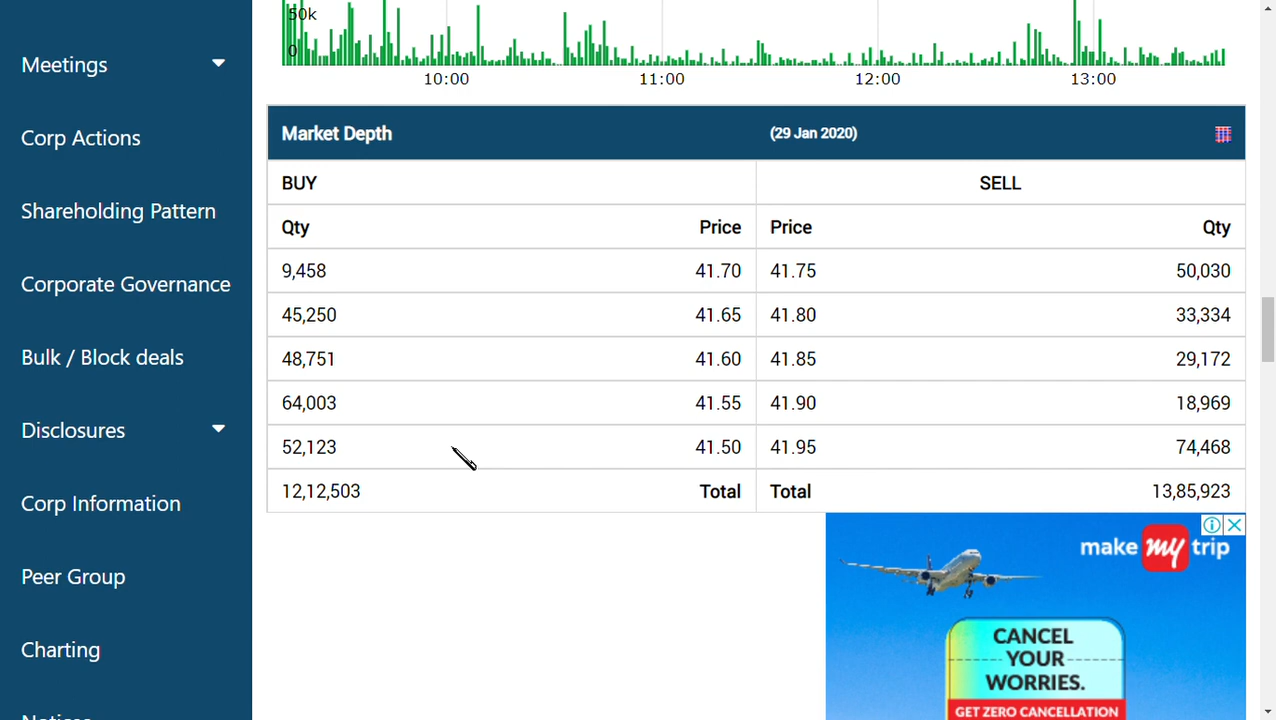 Meetings
Corp Actions
Shareholding Pattern
Corporate Governance
Bulk / Block deals
Disclosures
Corp Information
Peer Group
Charting
Notices
50k
0
10:00 11:00 12:00 13:00
Market Depth (29 Jan 2020)
BUY SELL
Qty Price Price Qty
9,458 41.70 41.75 50,030
45,250 41.65 41.80 33,334
48,751 41.60 41.85 29,172
64,003 41.55 41.90 18,969
52,123 41.50 41.95 74,468
12,12,503 Total Total 13,85,923
make my trip
CANCEL
YOUR
WORRIES.
GET ZERO CANCELLATION